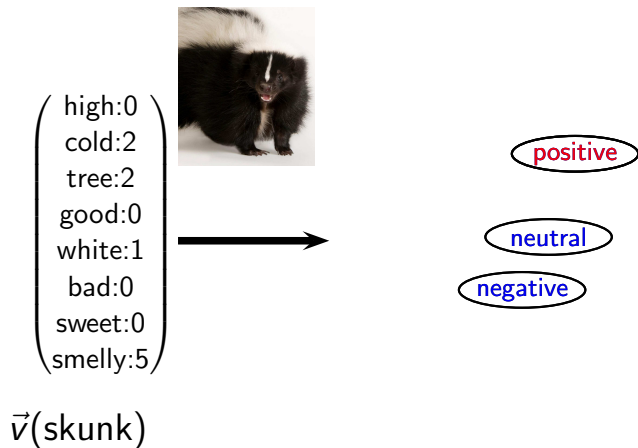 high:0
cold:2
tree:2
good:0
white:1
bad:0
sweet:0
smelly:5
v⃗(skunk)
positive
neutral
negative